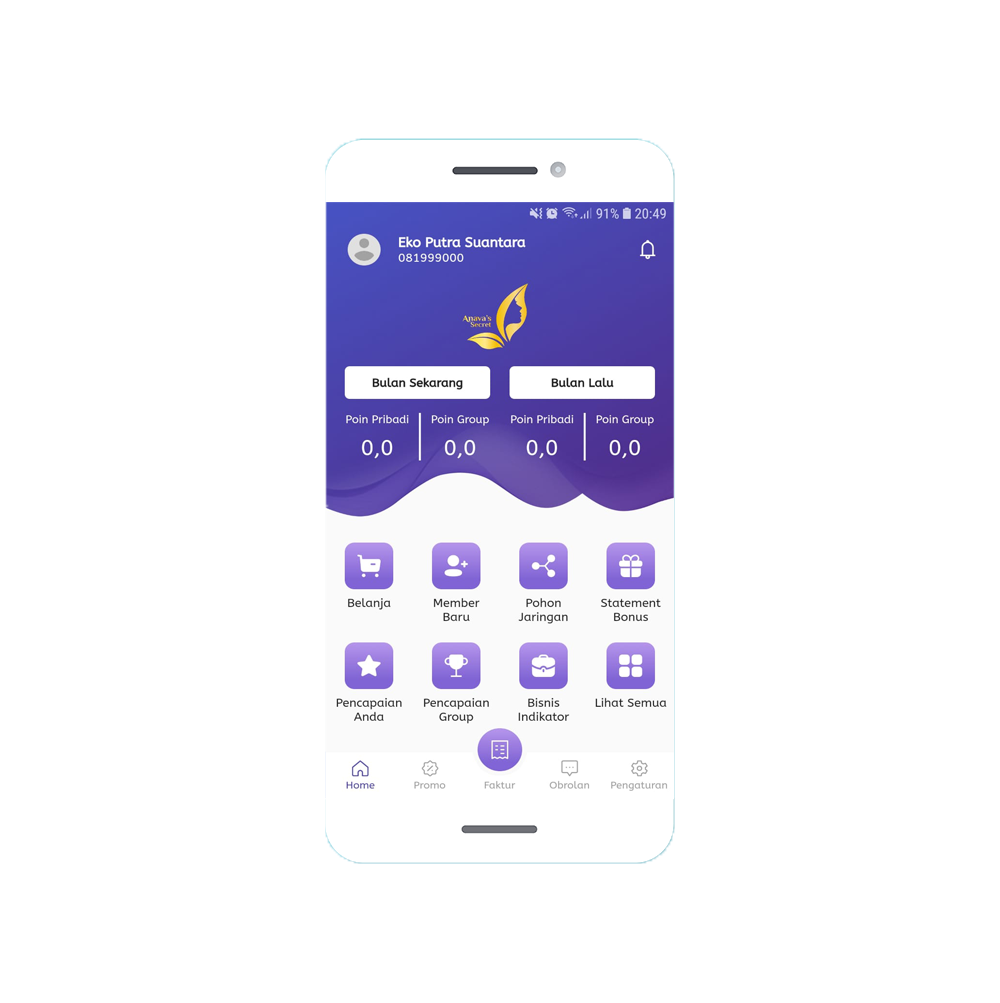 91% 20:49
Eko Putra Suantara
081999000
Anava's
Secret
Bulan Sekarang
Bulan Lalu
Poin Pribadi
Poin Group
Poin Pribadi
Poin Group
0,0
0,0
0,0
0,0
Belanja
Member
Baru
Pohon
Jaringan
Statement
Bonus
Pencapaian
Anda
Pencapaian
Group
Bisnis
Indikator
Lihat Semua
Home
Promo
Faktur
Obrolan
Pengaturan